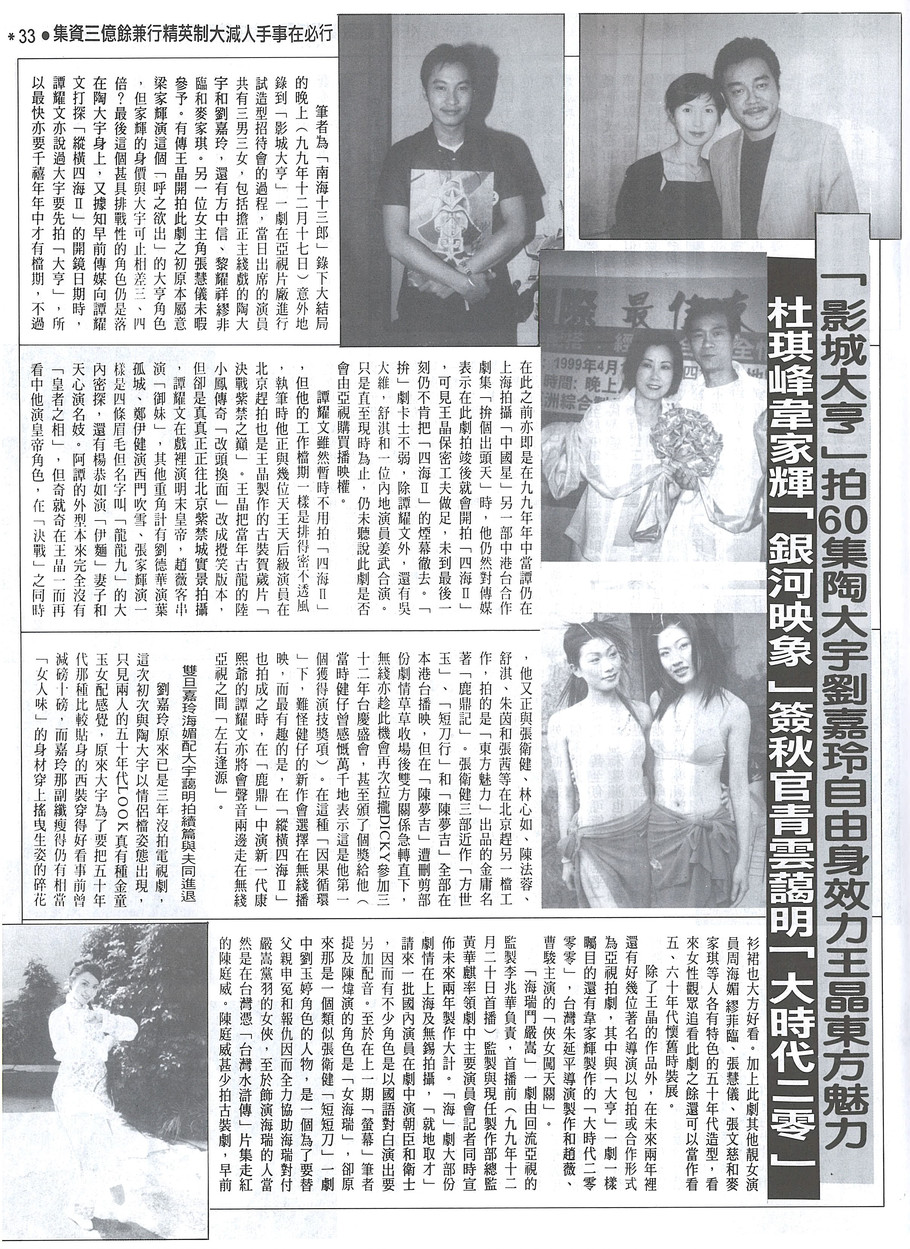 *33●集資三億餘兼行精英制大減人手事在必行
「影城大亨」拍60集陶大宇劉嘉玲自由身效力王晶東方魅力
杜琪峰韋家輝「銀河映象」簽秋官青雲藹明「大時代二零」
筆者為「南海十三郎」錄下大結局
的晚上(九九年十二月十七日)意外地
錄到「影城大亨」一劇在亞視片廠進行
試造型招待會的過程,當日出席的演員
共有三男三女,包括擔正主綫戲的陶大
宇和劉嘉玲,還有方中信、黎耀祥繆非
臨和麥家琪。另一位女主角張慧儀未暇
參予。有傳王晶開拍此劇之初原本屬意
梁家輝演這個「呼之欲出」的大亨角色
,但家輝的身價與大宇可止相差三、四
倍?最後這個甚具排戰性的角色仍是落
在陶大宇身上,又據知早前傳媒向譚耀
文打探「縱橫四海Ⅱ」的開鏡日期時,
譚耀文亦說過大宇要先拍「大亨」,所
以最快亦要千禧年年中才有檔期,不過
在此之前亦即是在九九年年中當譚仍在
上海拍攝「中國星」另一部中港台合作
劇集「拚個出頭天」時,他仍然對傳媒
表示在此劇拍竣後就會開拍「四海Ⅱ」
,可見王晶保密工夫做足,未到最後一
刻仍不肯把「四海Ⅱ」的煙幕徹去。「
拚」劇卡士不弱,除譚耀文外,還有吳
大維,舒淇和一位內地演員姜武合演。
只是直至現時為止,仍未聽說此劇是否
會由亞視購買播映權。
譚耀文雖然暫時不用拍「四海Ⅱ」
,但他的工作檔期一樣是排得密不透風
,執筆時他正與幾位天王天后級演員在
北京趕拍也是王晶製作的古裝賀歲片「
決戰紫禁之巔」。王晶把當年古龍的陸
小鳳傳奇「改頭換面」改成攪笑版本,
但卻是真真正正往北京紫禁城實景拍攝
,譚耀文在戲裡演明末皇帝,趙薇客串
演「御妹」,其他重角計有劉德華演葉
孤城、鄭伊健演西門吹雪、張家輝演一
樣是四條眉毛但名字叫「龍龍九」的大
內密探,還有楊恭如演「伊麵」妻子和
天心演名妓。阿譚的外型本來完全沒有
「皇者之相」,但奇就奇在王晶一而再
看中他演皇帝角色,在「決戰」之同時
,他又正與張衛健、林心如、陳法蓉、
舒淇、朱茵和張茜等在北京趕另一檔工
作,拍的是「東方魅力」出品的金庸名
著「鹿鼎記」。張衛健三部近作「方世
玉」、「短刀行」和「陳夢吉」全部在
本港台播映,但在「陳夢吉」遭刪剪部
份劇情草草收場後雙方關係急轉直下,
無綫亦趁此機會再次拉攏DICKY參加三
十二年台慶盛會,甚至頒了個獎給他(
當時健仔曾感慨萬千地表示這是他第一
個獲得演技獎項)。在這種「因果循環
」下,難怪健仔的新作會選擇在無綫播
映,而最有趣的是,在「縱橫四海Ⅱ」
也拍成之時,在「鹿鼎」中演新一代康
熙爺的譚耀文亦將會聲音兩邊走在無綫
亞視之間「左右逢源」。
雙旦嘉玲海媚配大宇藹明拍續篇與夫同進退
劉嘉玲原來已是三年沒拍電視劇,
這次初次與陶大宇以情侶檔姿態出現,
只見兩人的五十年代LOOK真有種金童
玉女配感覺,原來大宇為了要把五十年
代那種比較貼身的西裝穿得好看事前曾
減磅十磅,而嘉玲那副纖瘦得仍有相當
「女人味」的身材穿上搖曳生姿的碎花
衫裙也大方好看。加上此劇其他靚女演
員周海媚繆菲臨、張慧儀、張文慈和麥
家琪等人各有特色的五十年代造型,看
來女性觀眾追看此劇之餘還可以當作看
五、六十年代懷舊時裝展。
除了王晶的作品外,在未來兩年裡
還有好幾位著名導演以包拍或合作形式
為亞視拍劇,其中與「大亨」一劇一樣
矚目的還有韋家輝製作的「大時代二零
零零」,台灣朱延平導演製作和趙薇、
曹駿主演的「俠女闖天關」。
「海瑞鬥嚴嵩」一劇由回流亞視的
監製李兆華負責,首播前(九九年十二
月二十日首播)監製與現任製作部總監
黃華麒率領劇中主要演員會記者同時宣
佈未來兩年製作大計。「海」劇大部份
劇情在上海及無錫拍攝,「就地取才」
請來一批國內演員在劇中演朝臣和衛士
,因而有不少角色是以國語對白演出要
另加配音。至於在上一期「螢幕」筆者
提及陳煒演的角色是「女海瑞」,卻原
來那是一個類似張衛健「短短刀」一劇
中劉玉婷角色的人物,是一個為了要替
父親申冤和報仇因而全力協助海瑞對付
嚴嵩黨羽的女俠,至於飾演海瑞的人當
然是在台灣憑「台灣水滸傳」片集走紅
的陳庭威。陳庭威甚少拍古裝劇,早前
最佳
1999年4月
時間:晚上
洲綜合